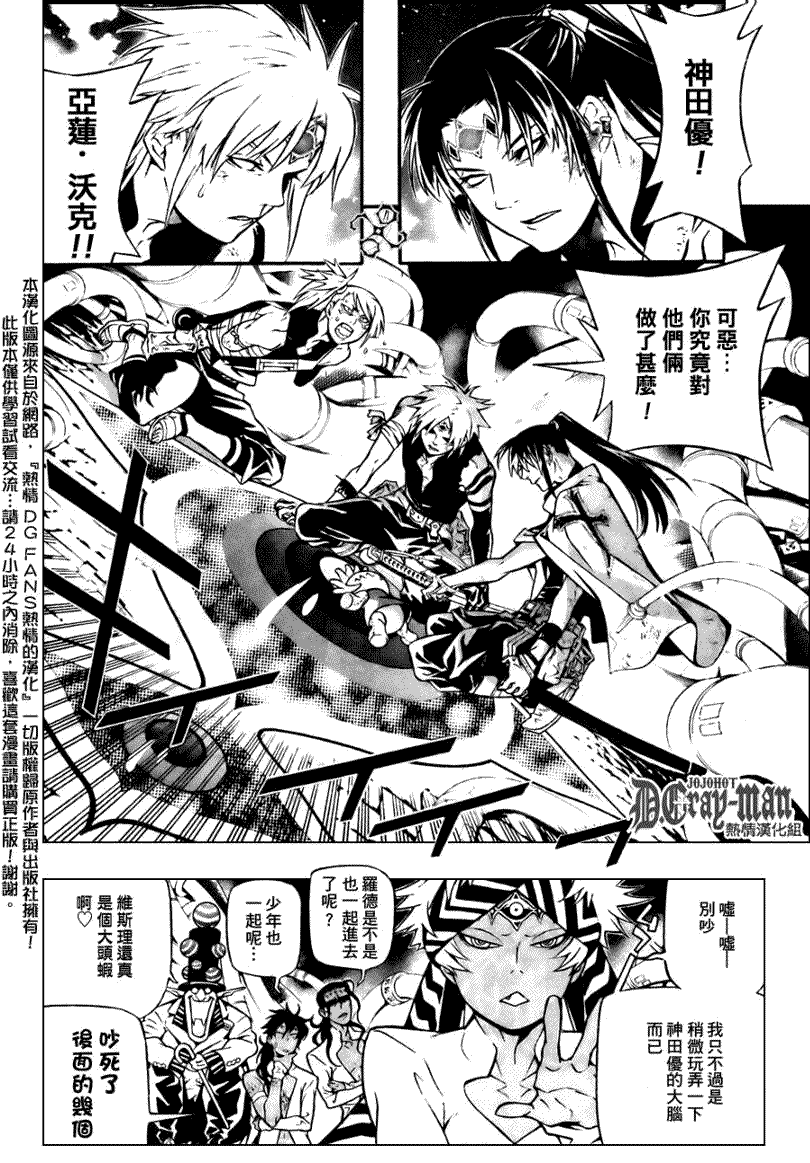 神田優！
亞蓮·沃克!!
可惡…
你究竟對
他們倆
做了甚麼！
JOJOHOT
D.Gray-man
熱情漢化組
噓—噓—
別吵
我只不過是
稍微玩弄一下
神田優的大腦
而已
羅德是不是
也一起進去
了呢？
少年也
一起呢…
維斯理還真
是個大頭蝦
啊♡
吵死了
後面的幾個
本漢化圖源來自於網路，『熱情 DG FANS熱情的漢化』一切版權歸原作者與出版社擁有！
此版本僅供學習試看交流…請24小時之內消除，喜歡這套漫畫請購買正版！謝謝。